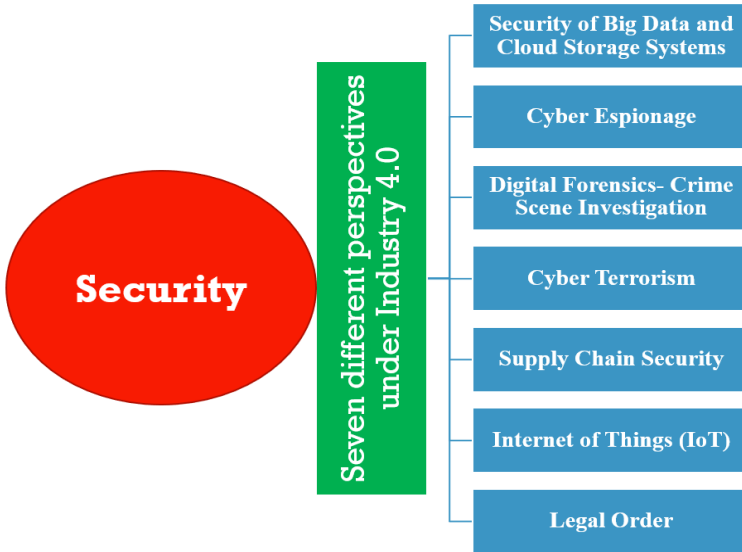 Security
Seven different perspectives
under Industry 4.0
Security of Big Data and
Cloud Storage Systems
Cyber Espionage
Digital Forensics- Crime
Scene Investigation
Cyber Terrorism
Supply Chain Security
Internet of Things (IoT)
Legal Order